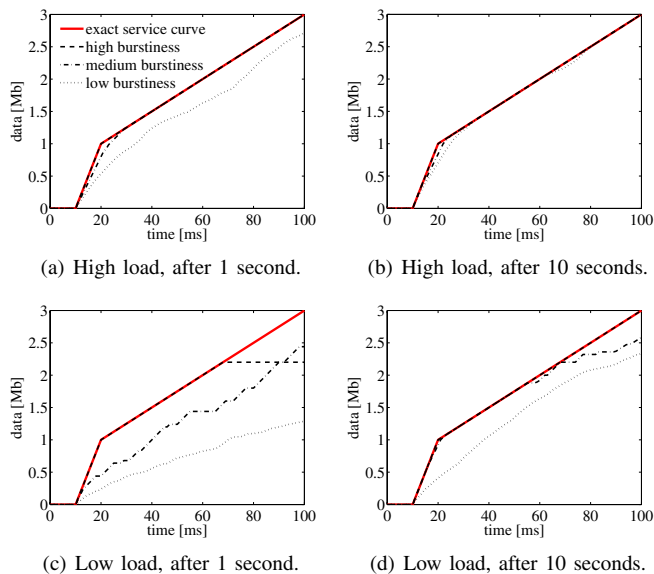 3
2.5
2
1.5
1
0.5
0
data [Mb]
exact service curve
high burstiness
medium burstiness
low burstiness
0 20 40 60 80 100
time [ms]
(a) High load, after 1 second.
3
2.5
2
1.5
1
0.5
0
data [Mb]
0 20 40 60 80 100
time [ms]
(b) High load, after 10 seconds.
3
2.5
2
1.5
1
0.5
0
data [Mb]
0 20 40 60 80 100
time [ms]
(c) Low load, after 1 second.
3
2.5
2
1.5
1
0.5
0
data [Mb]
0 20 40 60 80 100
time [ms]
(d) Low load, after 10 seconds.